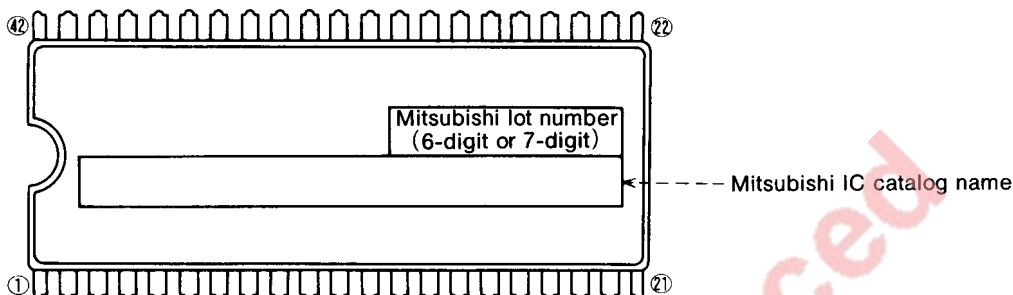 ㊷ ㉒
Mitsubishi lot number
(6-digit or 7-digit)
Mitsubishi IC catalog name
① ㉑